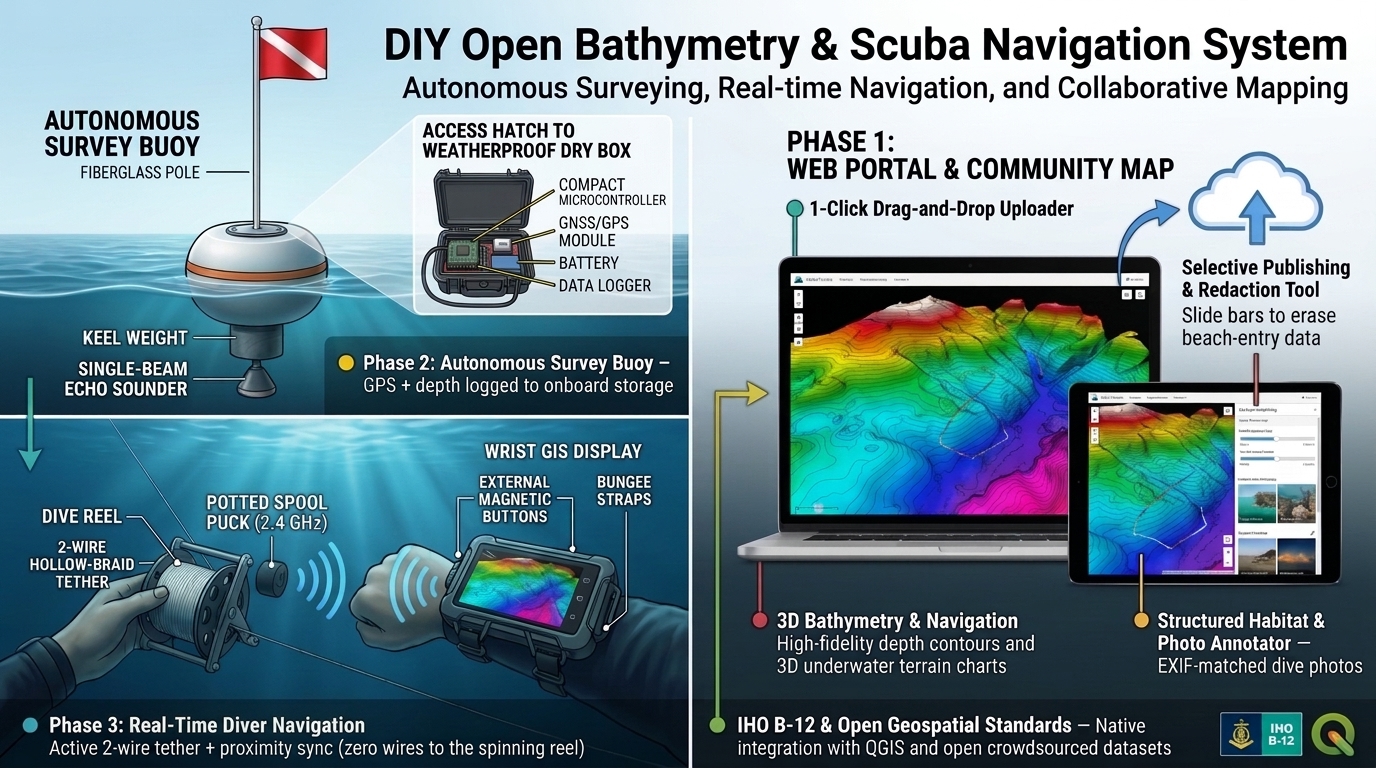 DIY Open Bathymetry & Scuba Navigation System
Autonomous Surveying, Real-time Navigation, and Collaborative Mapping
AUTONOMOUS
SURVEY BUOY
FIBERGLASS POLE
ACCESS HATCH TO
WEATHERPROOF DRY BOX
COMPACT
MICROCONTROLLER
GNSS/GPS
MODULE
BATTERY
DATA LOGGER
KEEL WEIGHT
SINGLE-BEAM
ECHO SOUNDER
Phase 2: Autonomous Survey Buoy –
GPS + depth logged to onboard storage
DIVE REEL
2-WIRE
HOLLOW-BRAID
TETHER
POTTED SPOOL
PUCK (2.4 GHz)
WRIST GIS DISPLAY
EXTERNAL
MAGNETIC
BUTTONS
BUNGEE
STRAPS
Phase 3: Real-Time Diver Navigation
Active 2-wire tether + proximity sync (zero wires to the spinning reel)
PHASE 1:
WEB PORTAL & COMMUNITY MAP
1-Click Drag-and-Drop Uploader
Selective Publishing
& Redaction Tool
Slide bars to erase
beach-entry data
3D Bathymetry & Navigation
High-fidelity depth contours and
3D underwater terrain charts
Structured Habitat &
Photo Annotator —
EXIF-matched dive photos
IHO B-12 & Open Geospatial Standards — Native
integration with QGIS and open crowdsourced datasets
IHO
B-12